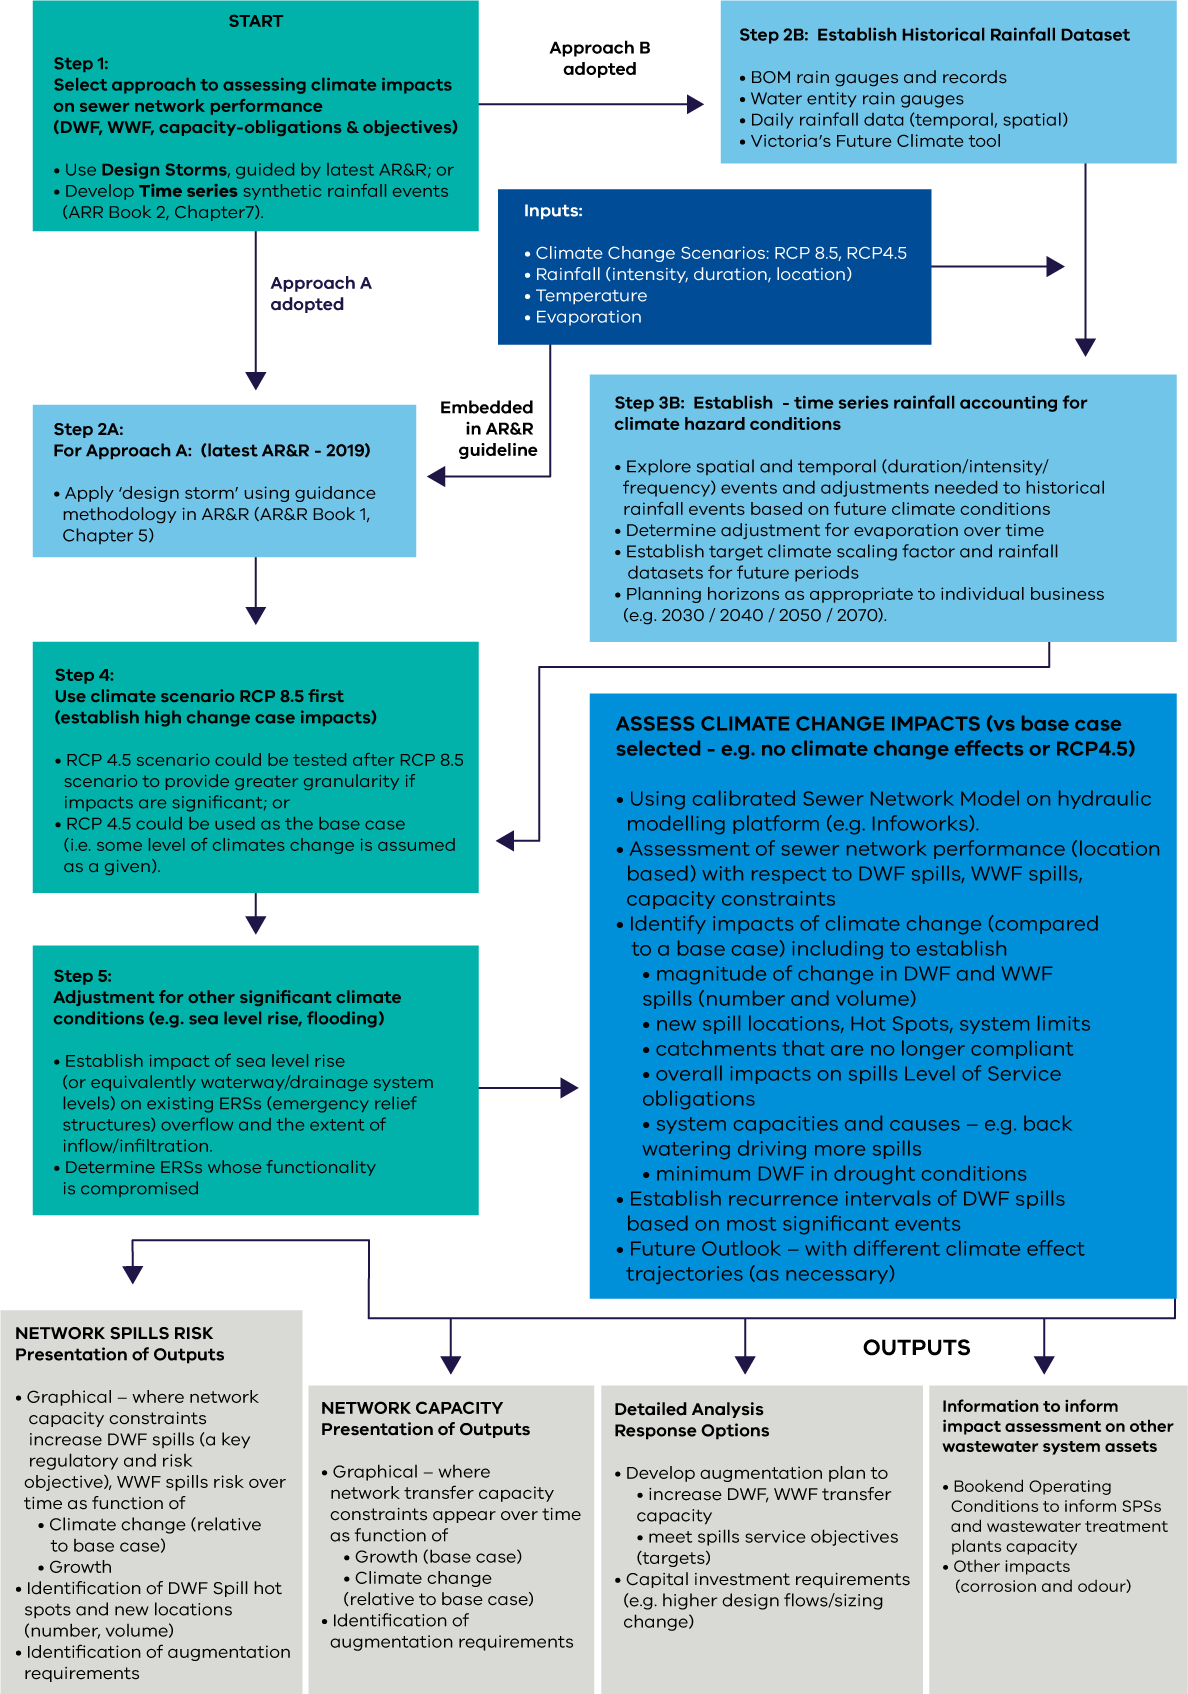 START
Step 1:
Select approach to assessing climate impacts
on sewer network performance
(DWF, WWF, capacity-obligations & objectives)
• Use Design Storms, guided by latest AR&R; or
• Develop Time series synthetic rainfall events
(ARR Book 2, Chapter7).
Approach B
adopted
Step 2B:  Establish Historical Rainfall Dataset
• BOM rain gauges and records
• Water entity rain gauges
• Daily rainfall data (temporal, spatial)
• Victoria's Future Climate tool
Inputs:
• Climate Change Scenarios: RCP 8.5, RCP4.5
• Rainfall (intensity, duration, location)
• Temperature
• Evaporation
Approach A
adopted
Embedded
in AR&R
guideline
Step 2A:
For Approach A:  (latest AR&R - 2019)
• Apply ‘design storm’ using guidance
methodology in AR&R (AR&R Book 1,
Chapter 5)
Step 3B:  Establish  - time series rainfall accounting for
climate hazard conditions
• Explore spatial and temporal (duration/intensity/
frequency) events and adjustments needed to historical
rainfall events based on future climate conditions
• Determine adjustment for evaporation over time
• Establish target climate scaling factor and rainfall
datasets for future periods
• Planning horizons as appropriate to individual business
(e.g. 2030 / 2040 / 2050 / 2070).
Step 4:
Use climate scenario RCP 8.5 first
(establish high change case impacts)
• RCP 4.5 scenario could be tested after RCP 8.5
scenario to provide greater granularity if
impacts are significant; or
• RCP 4.5 could be used as the base case
(i.e. some level of climates change is assumed
as a given).
Step 5:
Adjustment for other significant climate
conditions (e.g. sea level rise, flooding)
• Establish impact of sea level rise
(or equivalently waterway/drainage system
levels) on existing ERSs (emergency relief
structures) overflow and the extent of
inflow/infiltration.
• Determine ERSs whose functionality
is compromised
ASSESS CLIMATE CHANGE IMPACTS (vs base case
selected - e.g. no climate change effects or RCP4.5)
• Using calibrated Sewer Network Model on hydraulic
modelling platform (e.g. Infoworks).
• Assessment of sewer network performance (location
based) with respect to DWF spills, WWF spills,
capacity constraints
• Identify impacts of climate change (compared
to a base case) including to establish
• magnitude of change in DWF and WWF
spills (number and volume)
• new spill locations, Hot Spots, system limits
• catchments that are no longer compliant
• overall impacts on spills Level of Service
obligations
• system capacities and causes – e.g. back
watering driving more spills
• minimum DWF in drought conditions
• Establish recurrence intervals of DWF spills
based on most significant events
• Future Outlook – with different climate effect
trajectories (as necessary)
OUTPUTS
NETWORK SPILLS RISK
Presentation of Outputs
• Graphical – where network
capacity constraints
increase DWF spills (a key
regulatory and risk
objective), WWF spills risk over
time as function of
• Climate change (relative
to base case)
• Growth
• Identification of DWF Spill hot
spots and new locations
(number, volume)
• Identification of augmentation
requirements
NETWORK CAPACITY
Presentation of Outputs
• Graphical – where
network transfer capacity
constraints appear over time
as function of
• Growth (base case)
• Climate change
(relative to base case)
• Identification of
augmentation requirements
Detailed Analysis
Response Options
• Develop augmentation plan to
• increase DWF, WWF transfer
capacity
• meet spills service objectives
(targets)
• Capital investment requirements
(e.g. higher design flows/sizing
change)
Information to inform
impact assessment on other
wastewater system assets
• Bookend Operating
Conditions to inform SPSs
and wastewater treatment
plants capacity
• Other impacts
(corrosion and odour)